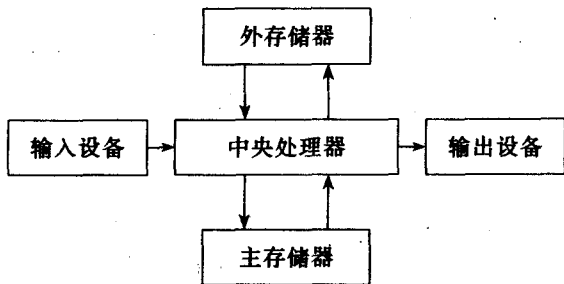 外存储器
输入设备
中央处理器
输出设备
主存储器